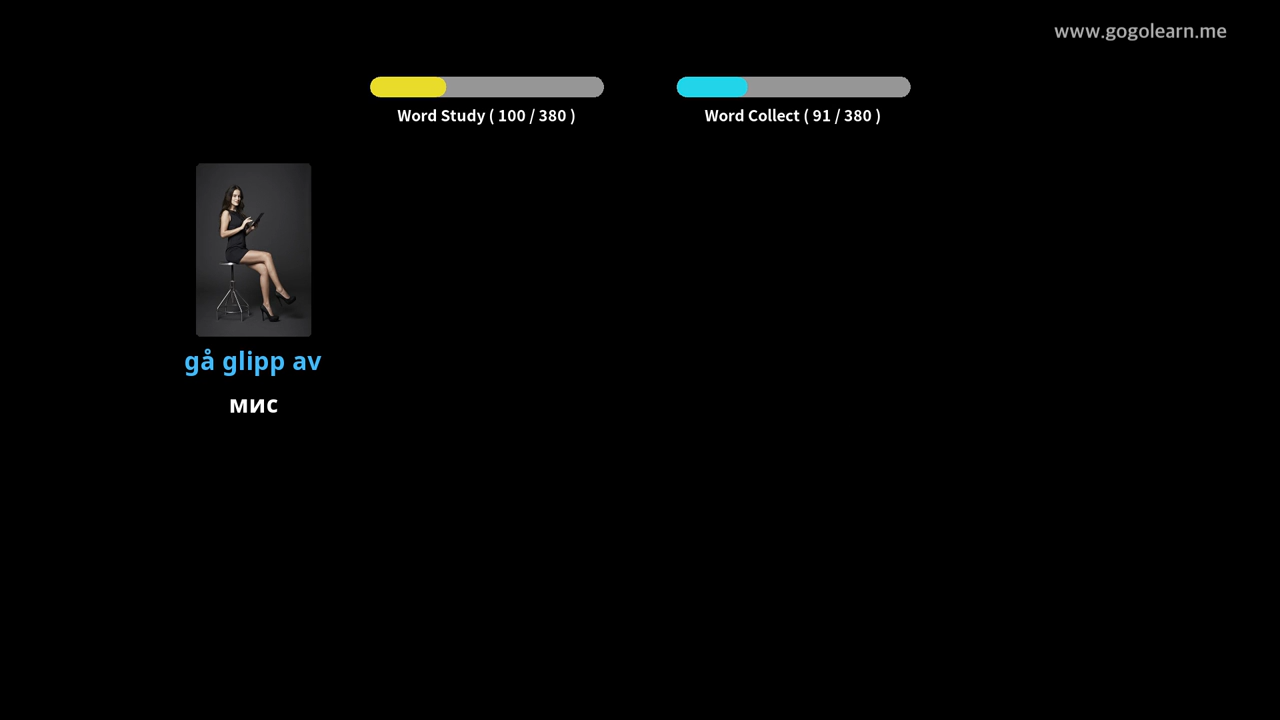 www.gogolearn.me
Word Study ( 100 / 380 )
Word Collect ( 91 / 380 )
gå glipp av
мис